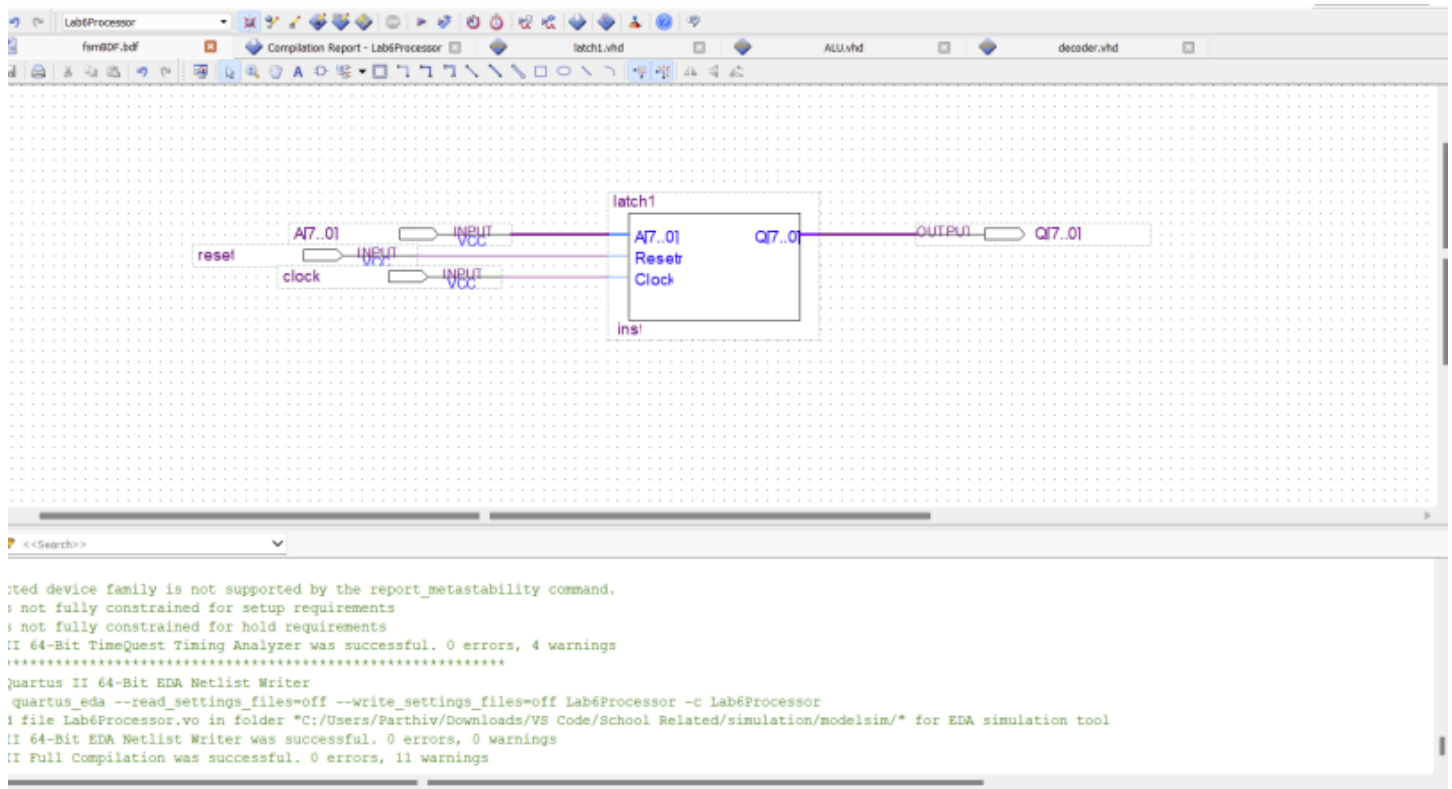 Lab6Processor
fsmBDF.bdf
Compilation Report - Lab6Processor
latch1.vhd
ALU.vhd
decoder.vhd
latch1
A[7..0] INPUT VCC A[7..0] Q[7..0] OUTPUT Q[7..0]
reset INPUT VCC Resetr
clock INPUT VCC Clock
inst
<<Search>>
cted device family is not supported by the report_metastability command.
s not fully constrained for setup requirements
s not fully constrained for hold requirements
II 64-Bit TimeQuest Timing Analyzer was successful. 0 errors, 4 warnings
**************************************************************
Quartus II 64-Bit EDA Netlist Writer
quartus_eda --read_settings_files=off --write_settings_files=off Lab6Processor -c Lab6Processor
d file Lab6Processor.vo in folder "C:/Users/Parthiv/Downloads/VS Code/School Related/simulation/modelsim/" for EDA simulation tool
II 64-Bit EDA Netlist Writer was successful. 0 errors, 0 warnings
II Full Compilation was successful. 0 errors, 11 warnings